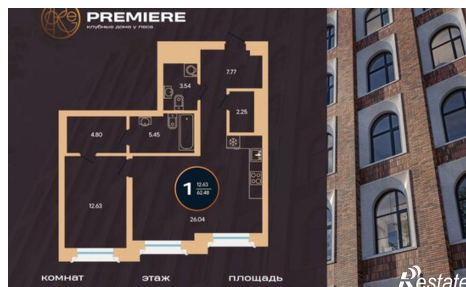 PREMIERE
клубные дома у леса
3.54
7.77
2.25
4.80
5.45
1
12.63
62.48
12.63
26.04
комнат
этаж
площадь
Restate